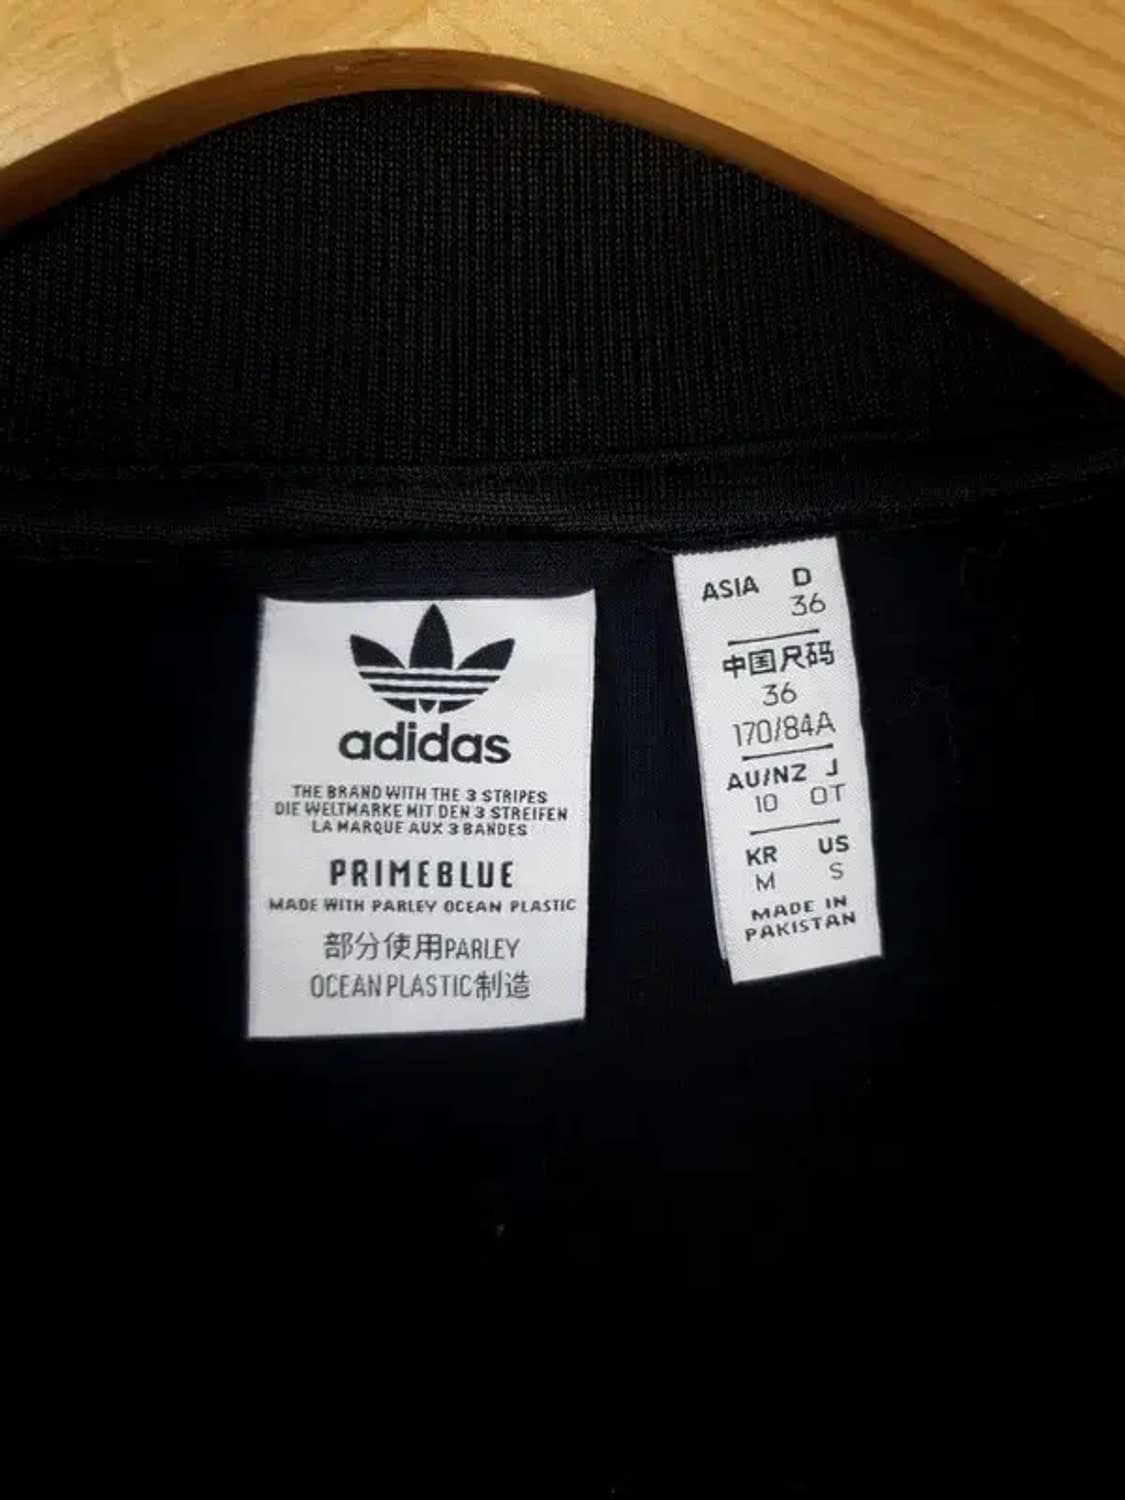 adidas
THE BRAND WITH THE 3 STRIPES
DIE WELTMARKE MIT DEN 3 STREIFEN
LA MARQUE AUX 3 BANDES
PRIMEBLUE
MADE WITH PARLEY OCEAN PLASTIC
部分使用PARLEY
OCEAN PLASTIC制造
ASIA D
36
中国尺码
36
170/84A
AU/NZ J
10 OT
KR US
M S
MADE IN
PAKISTAN